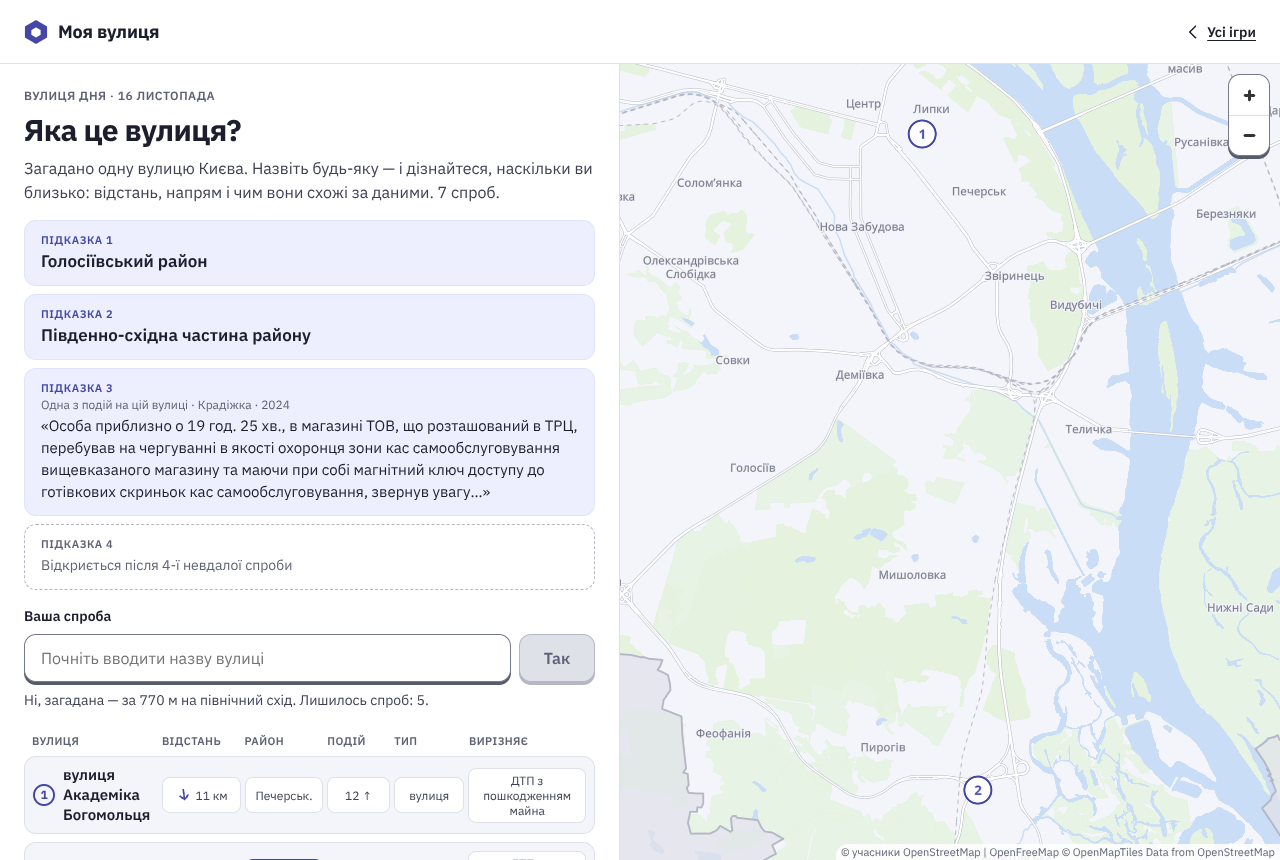 Моя вулиця
Усі ігри
ВУЛИЦЯ ДНЯ · 16 ЛИСТОПАДА
Яка це вулиця?
Загадано одну вулицю Києва. Назвіть будь-яку — і дізнайтеся, наскільки ви
близько: відстань, напрям і чим вони схожі за даними. 7 спроб.
ПІДКАЗКА 1
Голосіївський район
ПІДКАЗКА 2
Південно-східна частина району
ПІДКАЗКА 3
Одна з подій на цій вулиці · Крадіжка · 2024
«Особа приблизно о 19 год. 25 хв., в магазині ТОВ, що розташований в ТРЦ,
перебував на чергуванні в якості охоронця зони кас самообслуговування
вищевказаного магазину та маючи при собі магнітний ключ доступу до
готівкових скриньок кас самообслуговування, звернув увагу…»
ПІДКАЗКА 4
Відкриється після 4-ї невдалої спроби
Ваша спроба
Почніть вводити назву вулиці
Так
Ні, загадана — за 770 м на північний схід. Лишилось спроб: 5.
ВУЛИЦЯ ВІДСТАНЬ РАЙОН ПОДІЙ ТИП ВИРІЗНЯЄ
1 вулиця Академіка Богомольця ↓ 11 км Печерськ. 12 ↑ вулиця ДТП з пошкодженням майна
масив
Центр
Липки
1
+
−
Русанівка
Солом'янка
Печерськ
Березняки
Нова Забудова
Олександрівська
Слобідка
Звіринець
Видубичі
Совки
Деміївка
Теличка
Голосіїв
Мишоловка
Нижні Сади
Феофанія
Пирогів
2
© учасники OpenStreetMap | OpenFreeMap © OpenMapTiles Data from OpenStreetMap